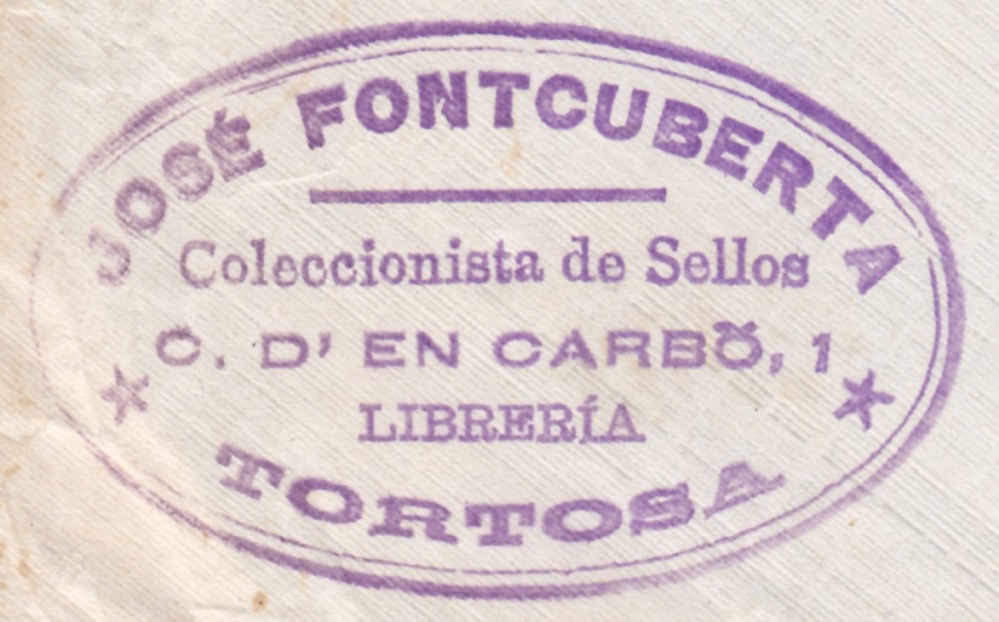 JOSÉ FONTCUBERTA
Coleccionista de Sellos
C. D' EN CARBÓ, 1
LIBRERÍA
TORTOSA